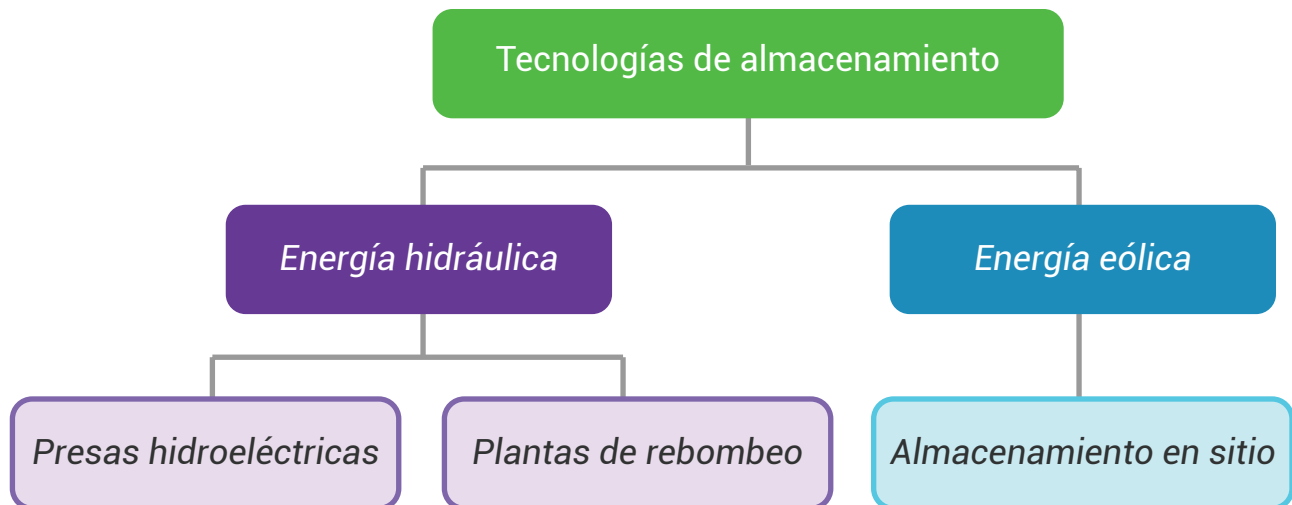 Tecnologías de almacenamiento
Energía hidráulica
Energía eólica
Presas hidroeléctricas
Plantas de rebombeo
Almacenamiento en sitio